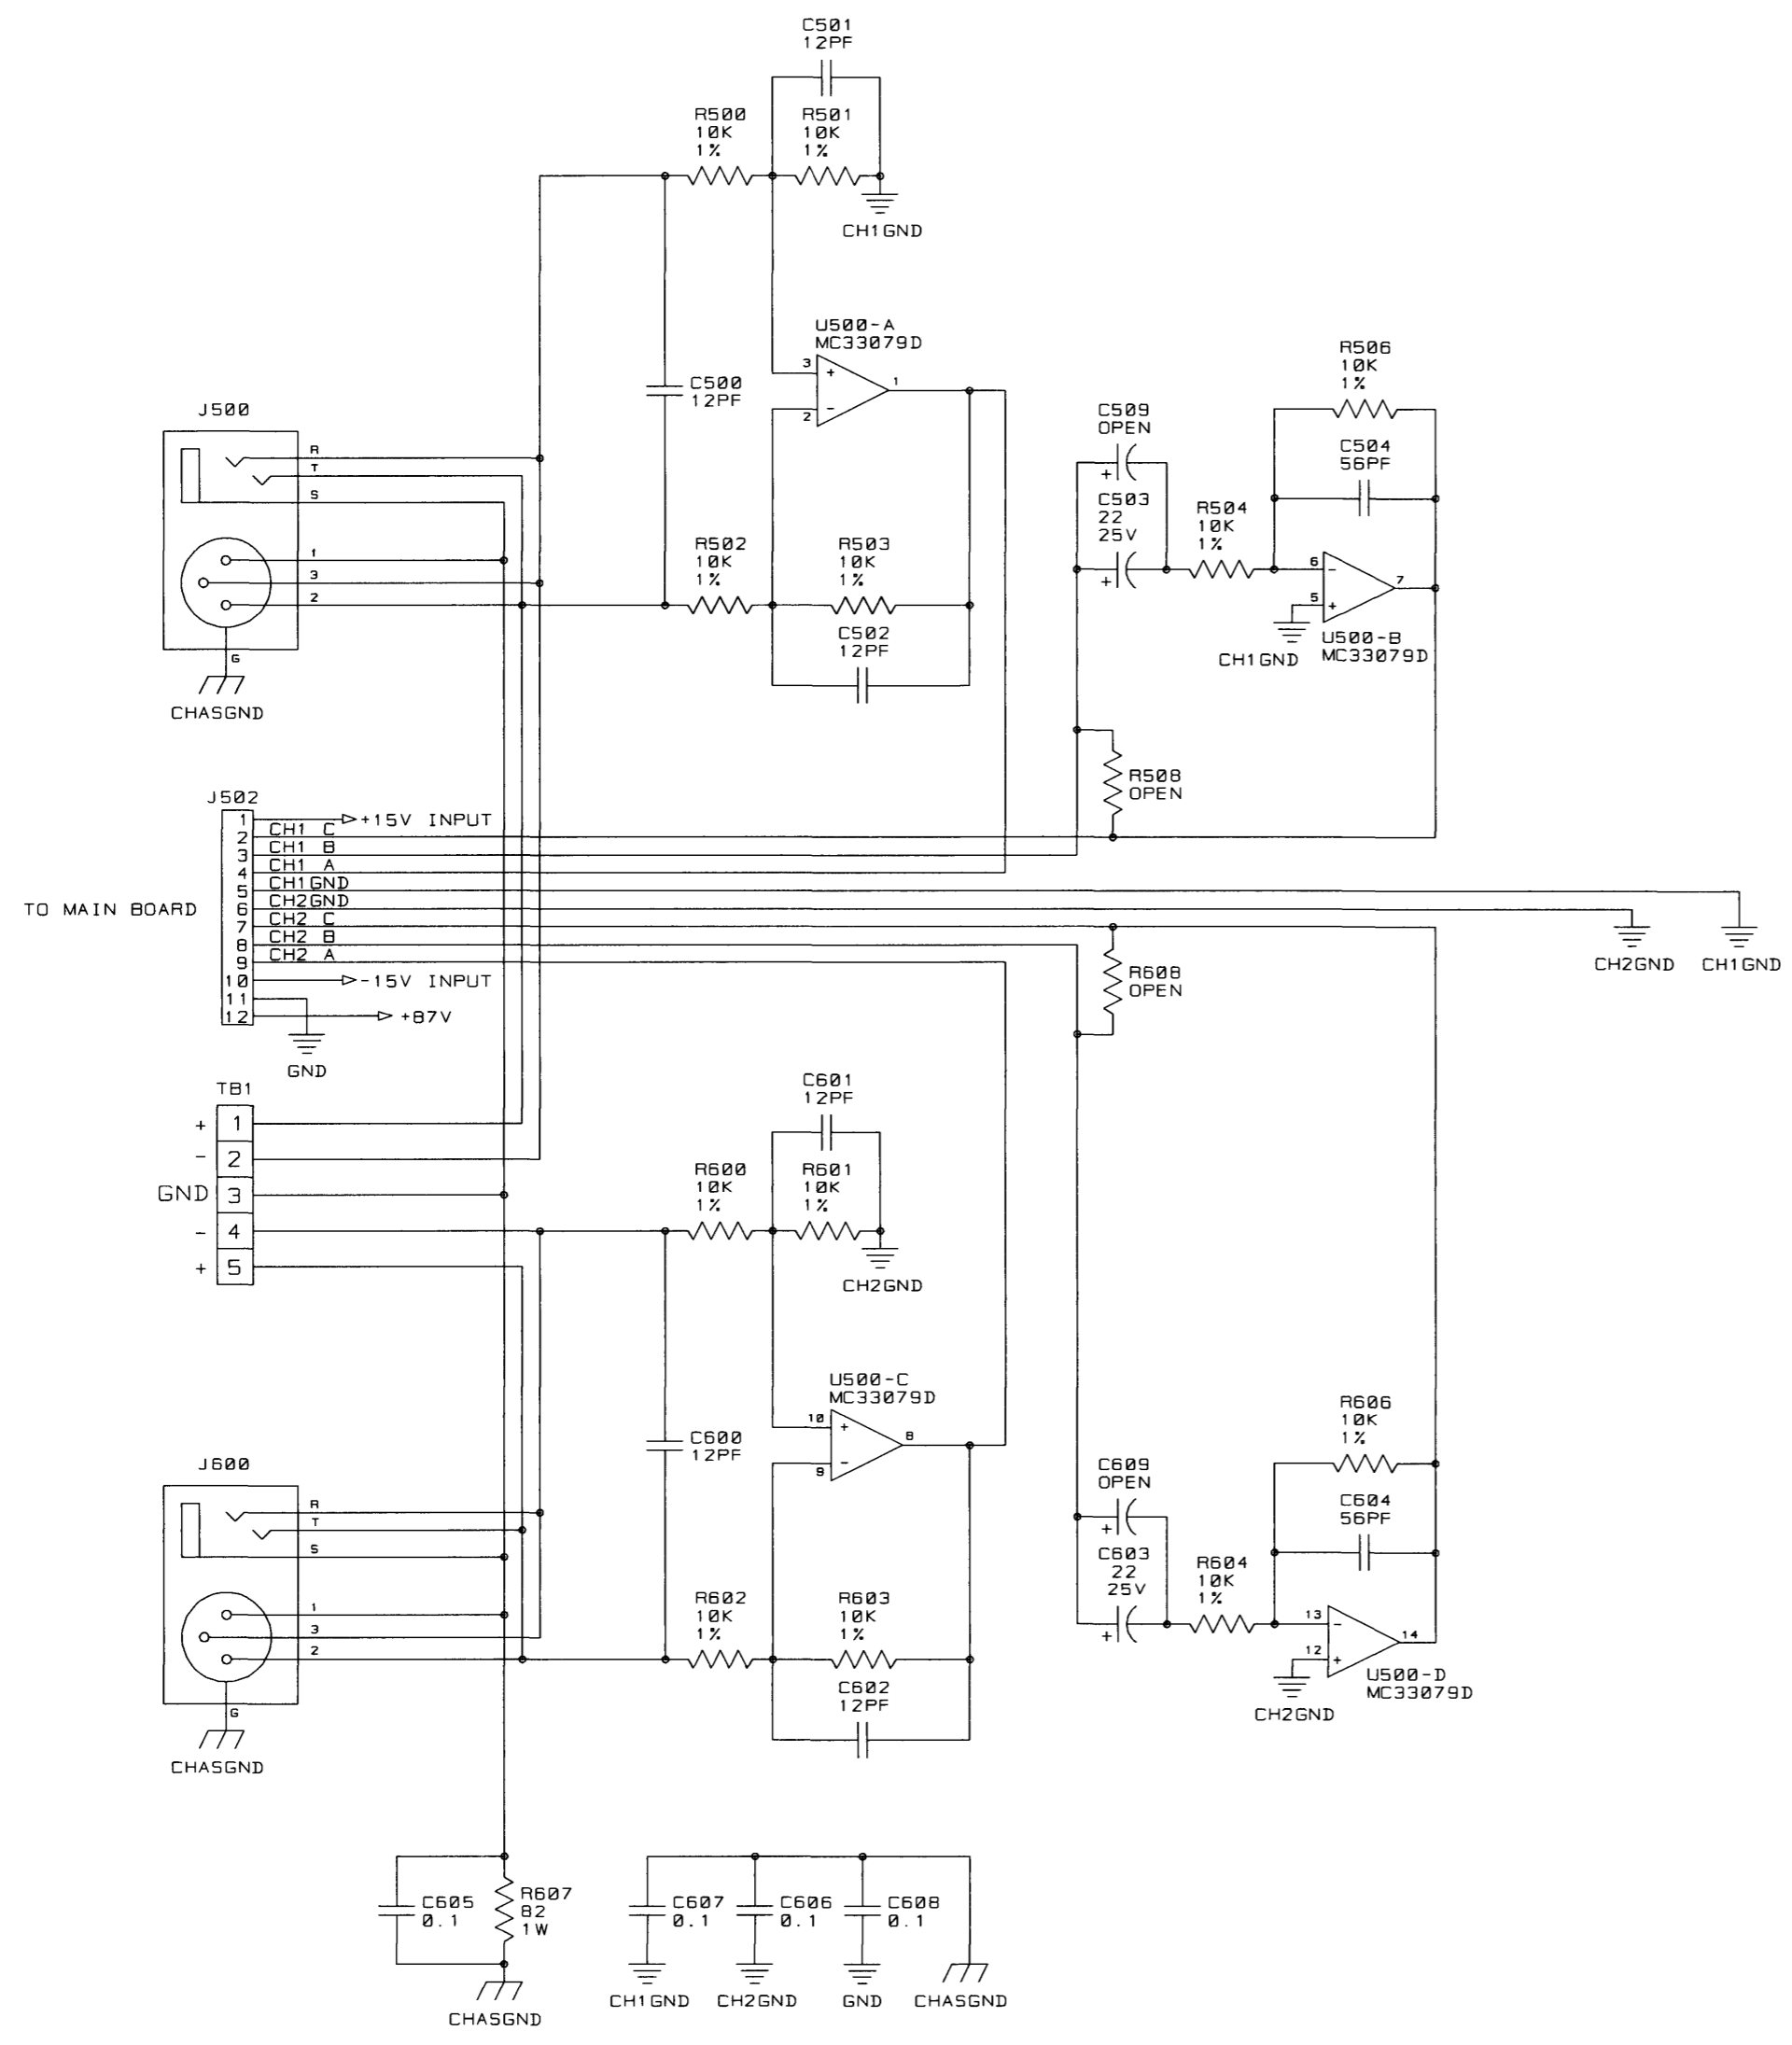 C501
12PF
R500
10K
1%
R501
10K
1%
CH1GND
U500-A
MC33079D
3
+
1
-
2
C500
12PF
R506
10K
1%
C509
OPEN
+
C504
56PF
C503
22
25V
+
R504
10K
1%
6
-
7
5
+
CH1GND
U500-B
MC33079D
J500
R
T
S
1
3
2
G
CHASGND
R502
10K
1%
R503
10K
1%
C502
12PF
R508
OPEN
J502
1
+15V INPUT
2
CH1 C
3
CH1 B
4
CH1 A
5
CH1GND
6
CH2GND
7
CH2 C
8
CH2 B
9
CH2 A
10
-15V INPUT
11
12
+87V
GND
TO MAIN BOARD
CH2GND
CH1GND
R608
OPEN
TB1
+ 1
- 2
GND 3
- 4
+ 5
C601
12PF
R600
10K
1%
R601
10K
1%
CH2GND
U500-C
MC33079D
10
+
8
-
9
C600
12PF
R606
10K
1%
C609
OPEN
+
C604
56PF
C603
22
25V
+
R604
10K
1%
13
-
14
12
+
CH2GND
U500-D
MC33079D
J600
R
T
S
1
3
2
G
CHASGND
R602
10K
1%
R603
10K
1%
C602
12PF
C605
0.1
R607
82
1W
CHASGND
C607
0.1
C606
0.1
C608
0.1
CH1GND
CH2GND
GND
CHASGND